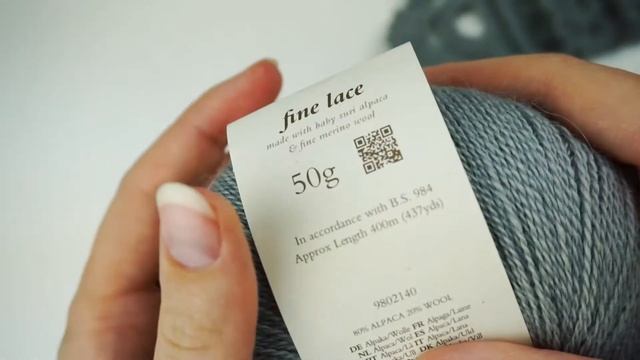 fine lace
made with baby suri alpaca
& fine merino wool
50g
In accordance with B.S. 984
Approx Length 400m (437yds)
9802140
80% ALPACA 20% WOOL
DE Alpaka/Wolle FR Alpaga/Laine
NL Alpaca/Wol ES Alpaca/Lana
IT Alpaca/Lana
DK